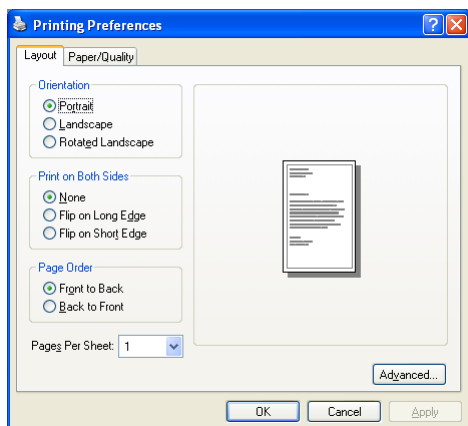 Printing Preferences
Layout
Paper/Quality
Orientation
Portrait
Landscape
Rotated Landscape
Print on Both Sides
None
Flip on Long Edge
Flip on Short Edge
Page Order
Front to Back
Back to Front
Pages Per Sheet: 1
Advanced...
OK
Cancel
Apply